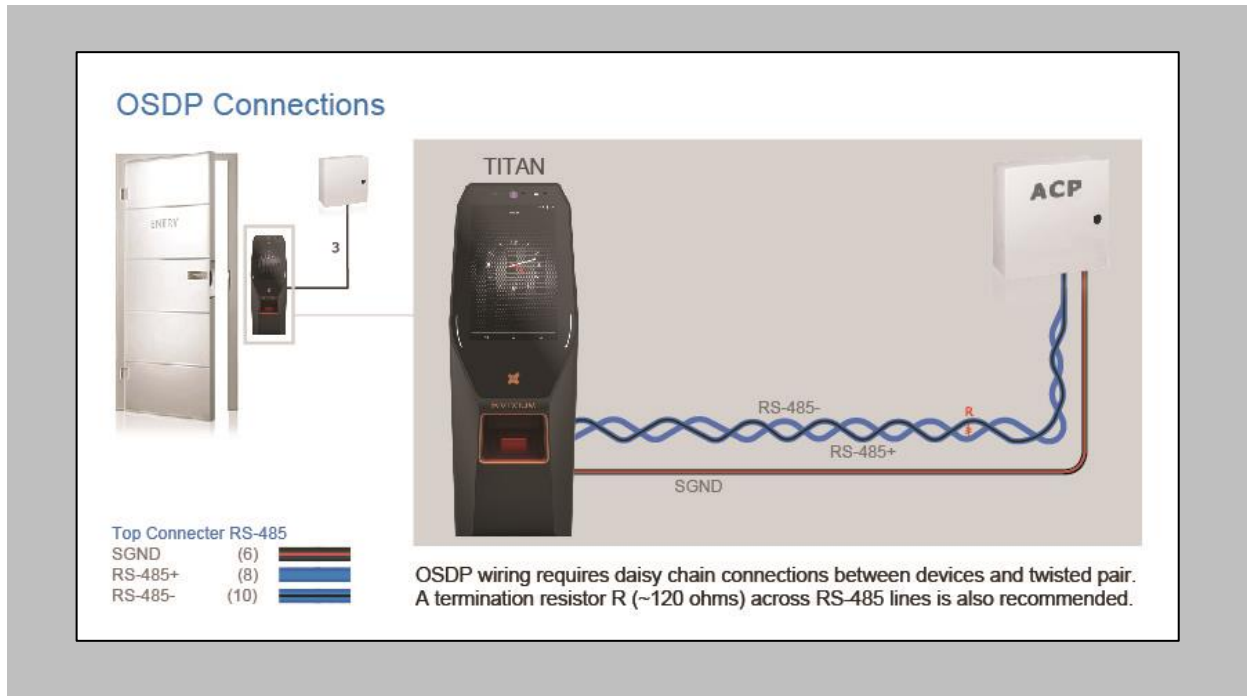 OSDP Connections
TITAN
ACP
ENTRY
3
RS-485-
R
RS-485+
SGND
Top Connecter RS-485
SGND (6)
RS-485+ (8)
RS-485- (10)
OSDP wiring requires daisy chain connections between devices and twisted pair.
A termination resistor R (~120 ohms) across RS-485 lines is also recommended.